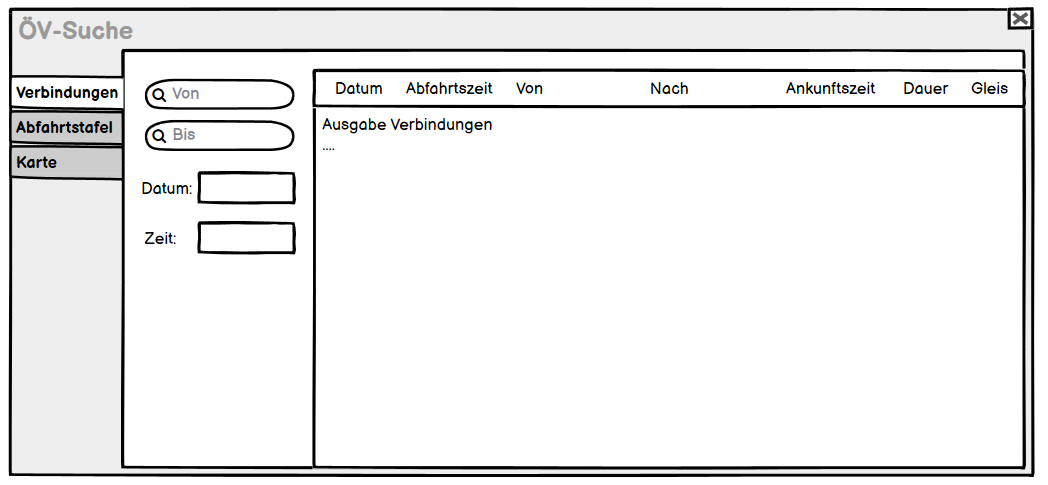 ÖV-Suche
Verbindungen
Abfahrtstafel
Karte
Von
Bis
Datum:
Zeit:
Datum Abfahrtszeit Von Nach Ankunftszeit Dauer Gleis
Ausgabe Verbindungen
....